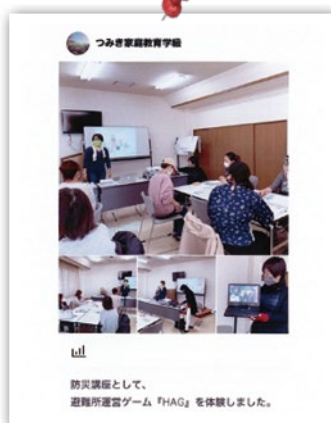 つみき家庭教育学級
防災講座として、
避難所運営ゲーム『HAG』を体験しました。